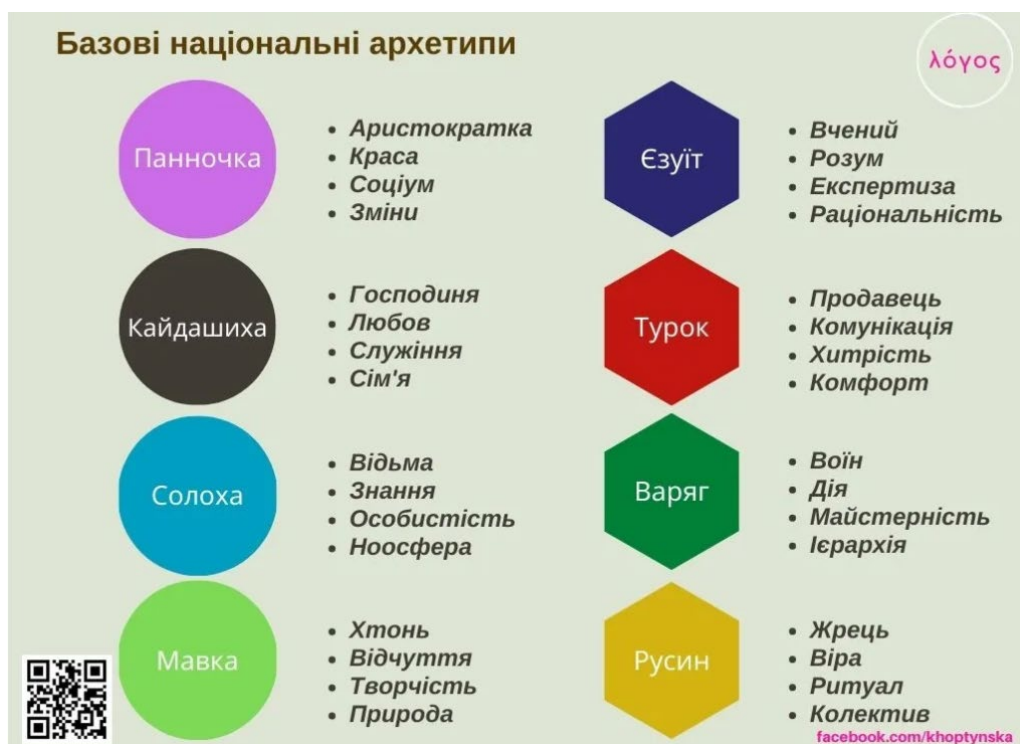 Базові національні архетипи
λόγος
Панночка
• Аристократка
• Краса
• Соціум
• Зміни
Єзуїт
• Вчений
• Розум
• Експертиза
• Раціональність
Кайдашиха
• Господиня
• Любов
• Служіння
• Сім'я
Турок
• Продавець
• Комунікація
• Хитрість
• Комфорт
Солоха
• Відьма
• Знання
• Особистість
• Ноосфера
Варяг
• Воїн
• Дія
• Майстерність
• Ієрархія
Мавка
• Хтонь
• Відчуття
• Творчість
• Природа
Русин
• Жрець
• Віра
• Ритуал
• Колектив
facebook.com/khoptynska